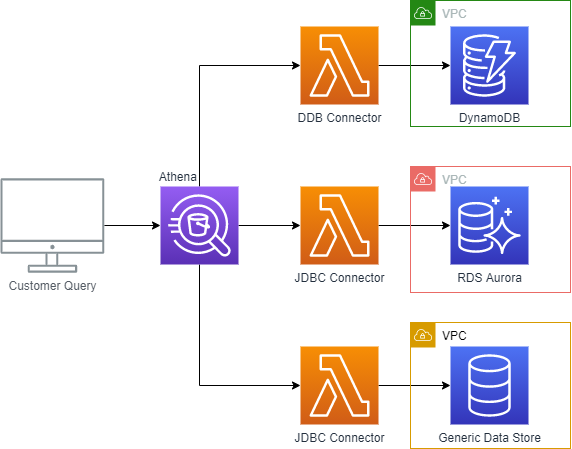 VPC
DDB Connector
DynamoDB
Athena
VPC
Customer Query
JDBC Connector
RDS Aurora
VPC
JDBC Connector
Generic Data Store